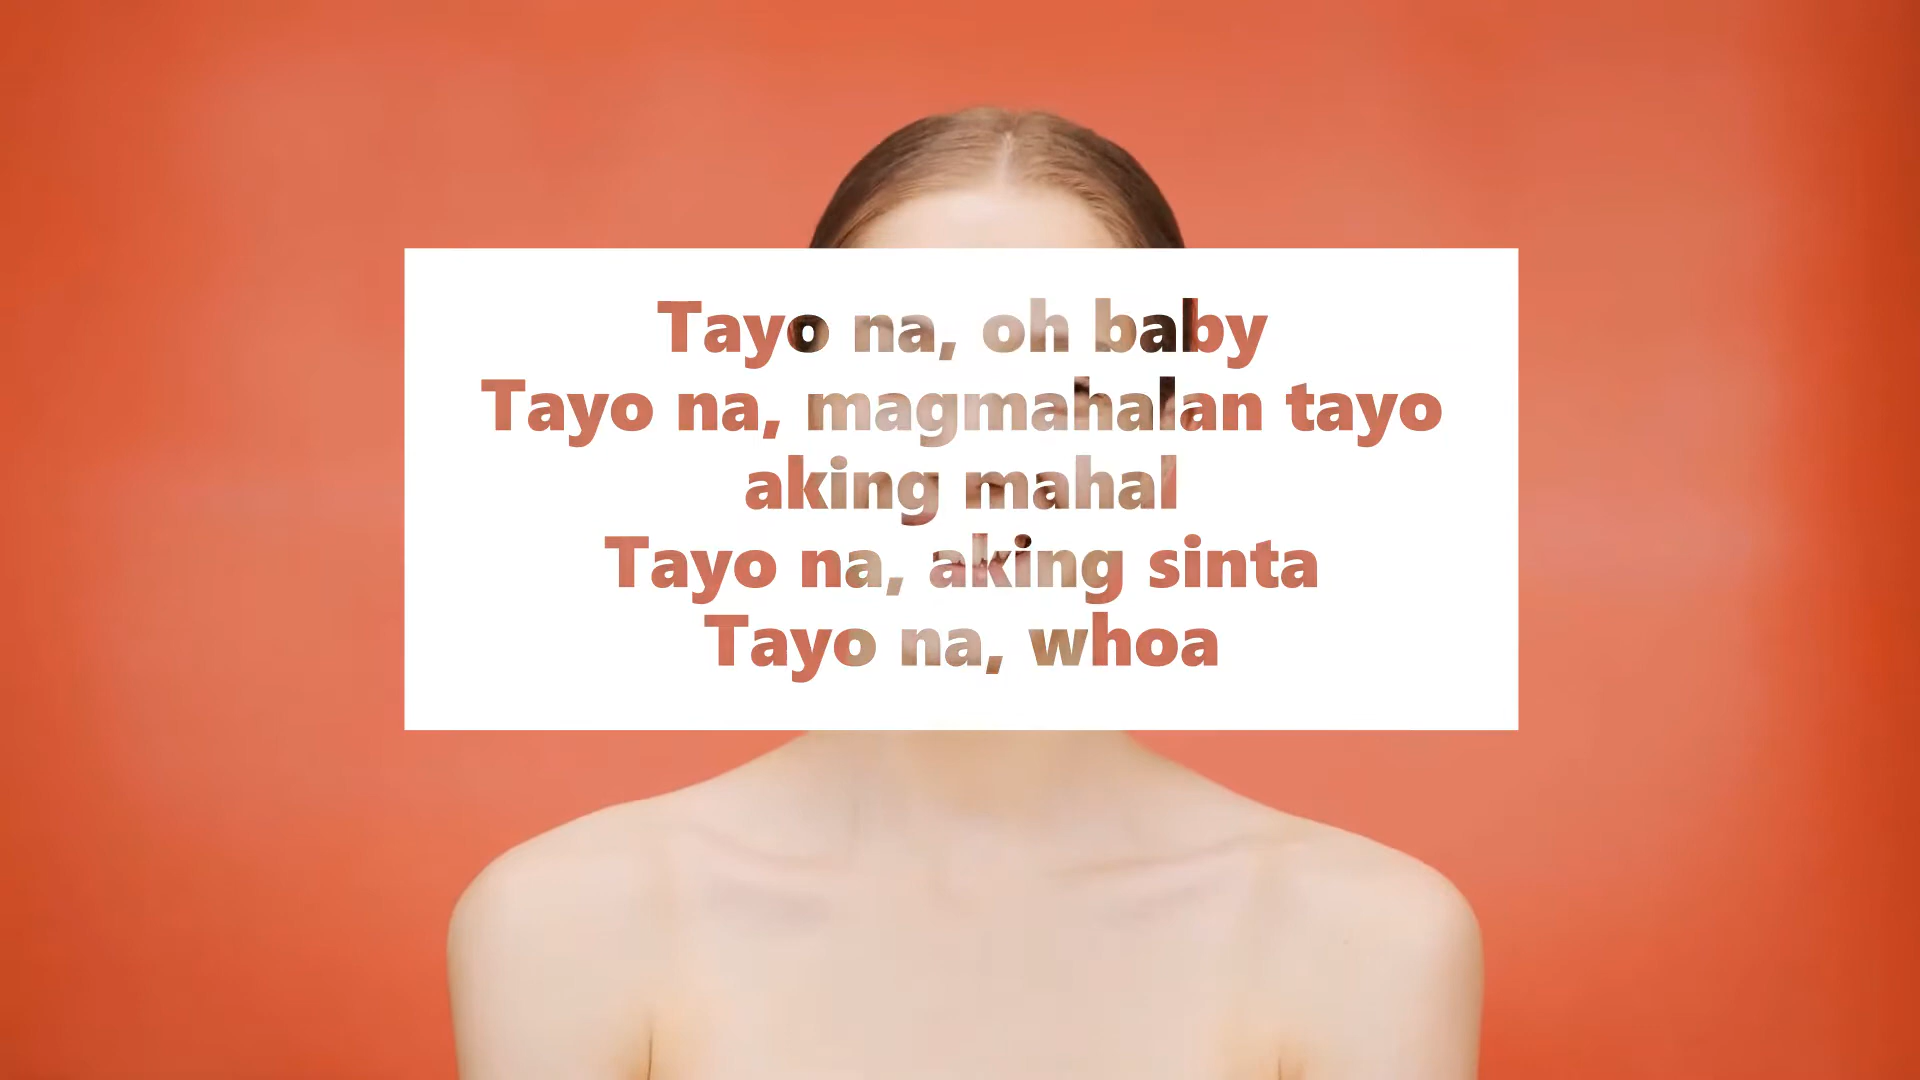 Tayo na, oh baby
Tayo na, magmahalan tayo
aking mahal
Tayo na, aking sinta
Tayo na, whoa